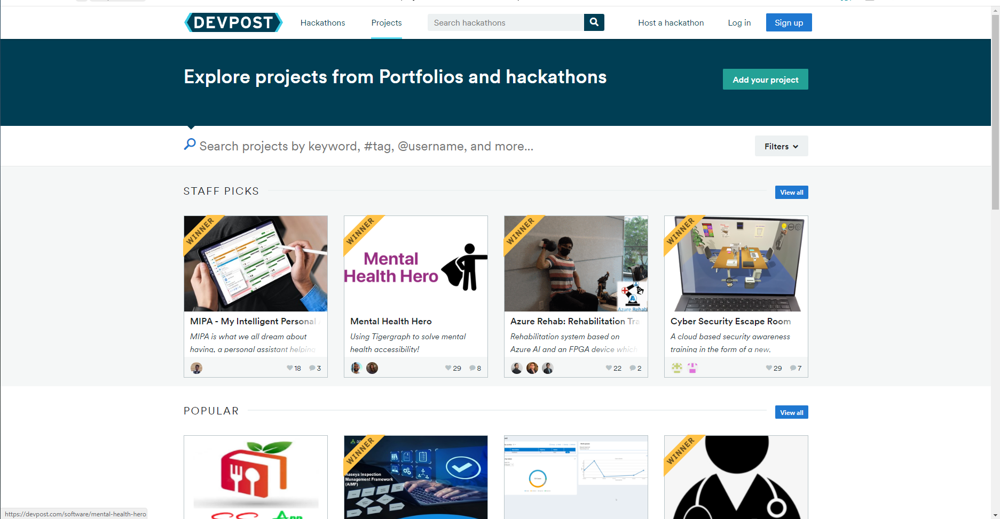 DEVPOST
Hackathons
Projects
Search hackathons
Host a hackathon
Log in
Sign up
Explore projects from Portfolios and hackathons
Add your project
Search projects by keyword, #tag, @username, and more...
Filters
STAFF PICKS
View all
WINNER
WINNER
Mental
Health Hero
WINNER
Azure Rehab
WINNER
MIPA - My Intelligent Personal
MIPA is what we all dream about
having, a personal assistant helping
18
3
Mental Health Hero
Using Tigergraph to solve mental
health accessibility!
29
8
Azure Rehab: Rehabilitation Tra
Rehabilitation system based on
Azure AI and an FPGA device which
22
2
Cyber Security Escape Room
A cloud based security awareness
training in the form of a new,
29
7
POPULAR
View all
WINNER
Aaseya Inspection
Management Framework
(AIMF)
WINNER
https://devpost.com/software/mental-health-hero